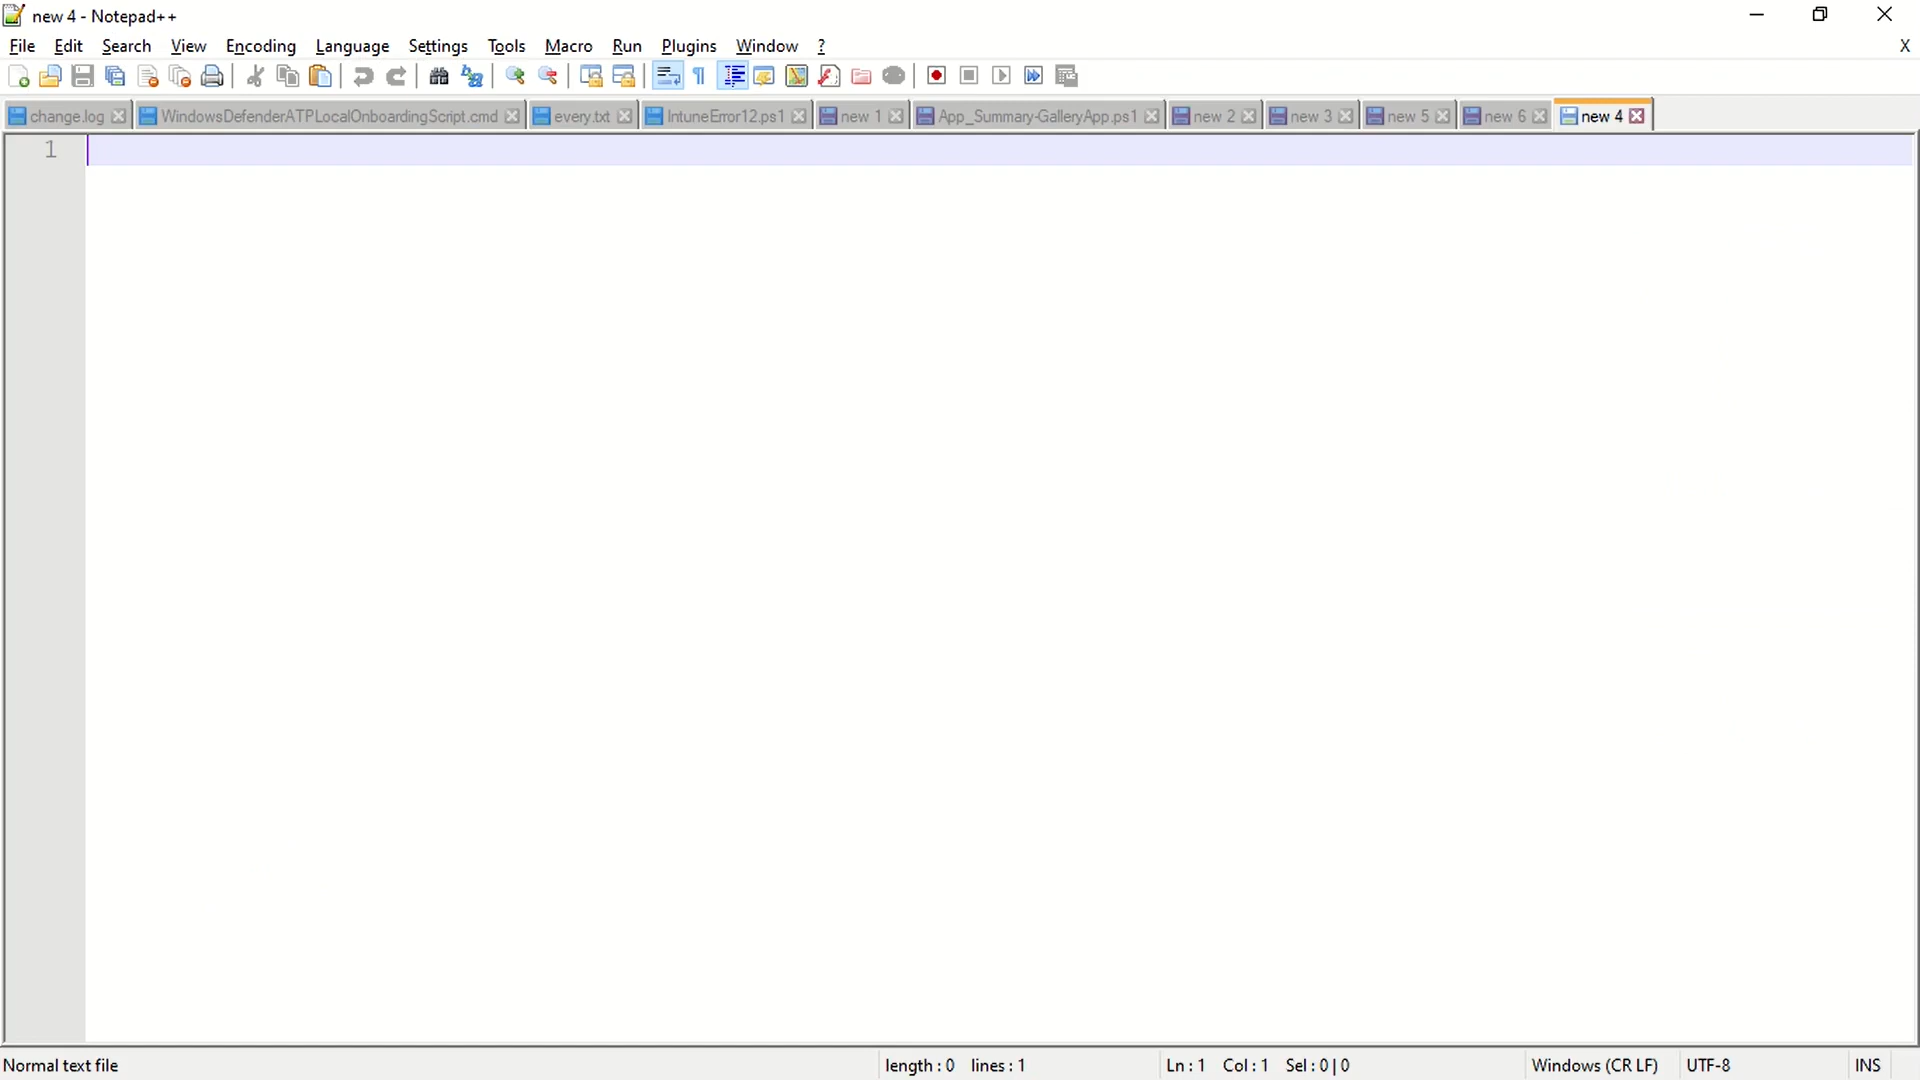 new 4 - Notepad++
File Edit Search View Encoding Language Settings Tools Macro Run Plugins Window ? X
change.log WindowsDefenderATPLocalOnboardingScript.cmd every.txt IntuneError12.ps1 new 1 App_Summary-GalleryApp.ps1 new 2 new 3 new 5 new 6 new 4
1
Normal text file length : 0 lines : 1 Ln : 1 Col : 1 Sel : 0 | 0 Windows (CR LF) UTF-8 INS